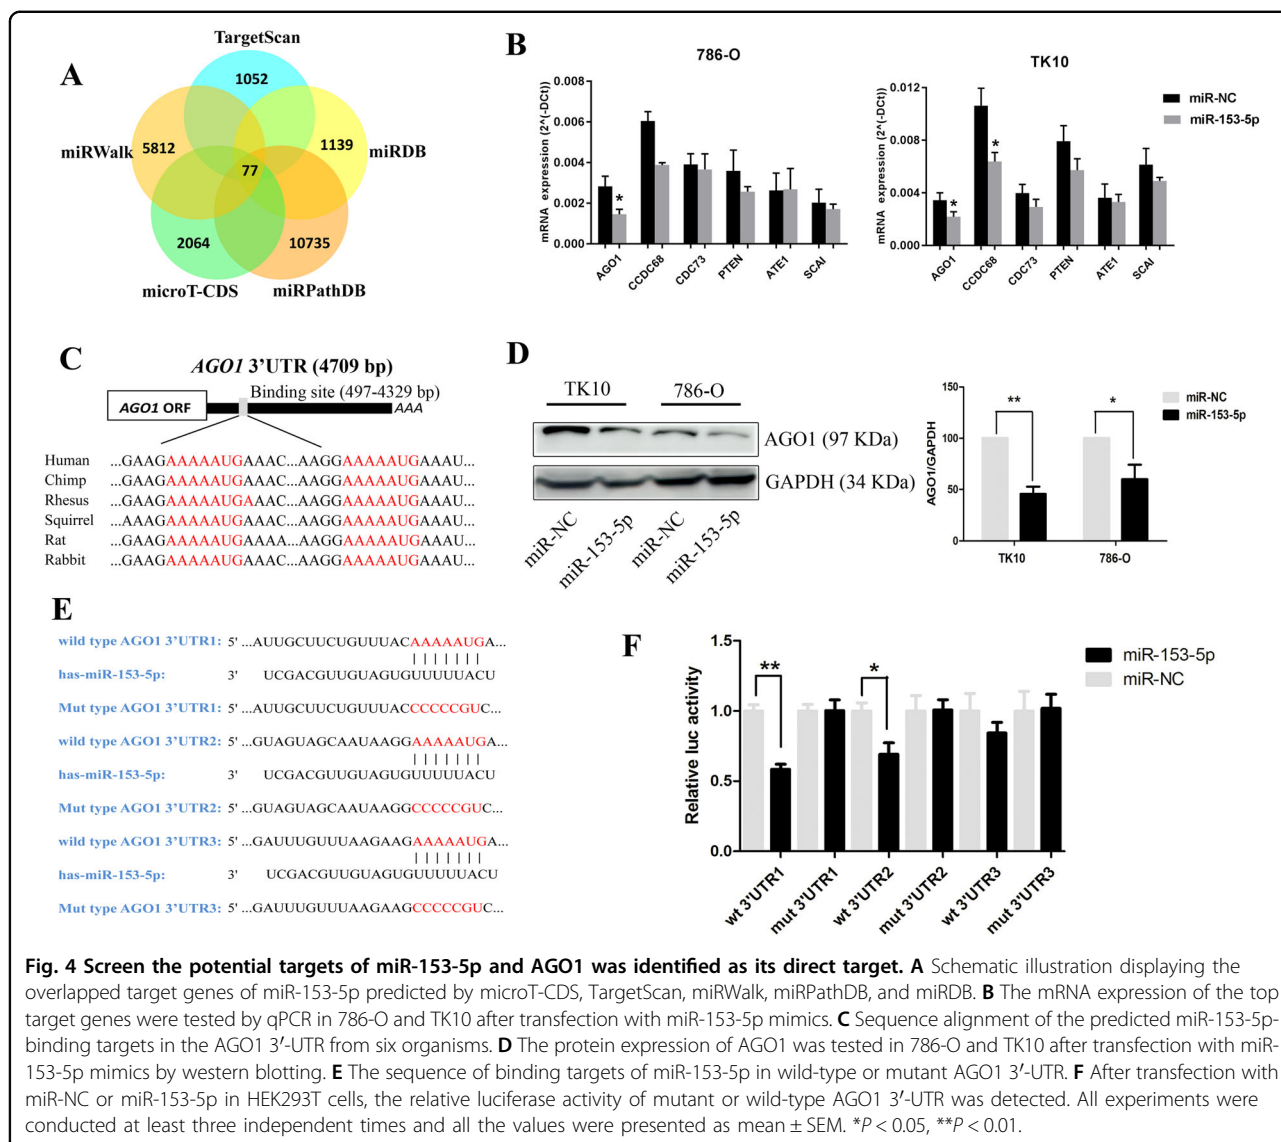 A
TargetScan
1052
miRWalk
5812
1139
miRDB
77
2064
10735
microT-CDS
miRPathDB
B
786-O
mRNA expression (2^(-DCt))
0.008
0.006
0.004
0.002
0.000
*
AGO1
CCDC68
CDC73
PTEN
ATE1
SCAI
TK10
mRNA expression (2^(-DCt))
0.012
0.008
0.004
0.000
*
*
AGO1
CCDC68
CDC73
PTEN
ATE1
SCAI
miR-NC
miR-153-5p
C
AGO1 3'UTR (4709 bp)
Binding site (497-4329 bp)
AGO1 ORF
AAA
Human ...GAAGAAAAAUGAAAC...AAGGAAAAAUGAAAU...
Chimp ...GAAGAAAAAUGAAAC...AAGGAAAAAUGAAAU...
Rhesus ...GAAGAAAAAUGAAAC...AAGGAAAAAUGAAAU...
Squirrel ...AAAGAAAAAUGAAAC...AAGGAAAAAUGAAAU...
Rat ...GAAGAAAAAUGAAAA...AAGGAAAAAUGAAAU...
Rabbit ...GAAGAAAAAUGAAAC...AAGGAAAAAUGAAAU...
D
TK10
786-O
AGO1 (97 KDa)
GAPDH (34 KDa)
miR-NC
miR-153-5p
miR-NC
miR-153-5p
AGO1/GAPDH
150
100
50
0
**
*
TK10
786-O
miR-NC
miR-153-5p
E
wild type AGO1 3'UTR1: 5' ...AUUGCUUCUGUUUACAAAAAUGA...
has-miR-153-5p: 3' UCGACGUUGUAGUGUUUUUACU
Mut type AGO1 3'UTR1: 5' ...AUUGCUUCUGUUUACCCCCCGUC...
wild type AGO1 3'UTR2: 5' ...GUAGUAGCAAUAAGGAAAAAUGA...
has-miR-153-5p: 3' UCGACGUUGUAGUGUUUUUACU
Mut type AGO1 3'UTR2: 5' ...GUAGUAGCAAUAAGGCCCCCGUC...
wild type AGO1 3'UTR3: 5' ...GAUUUGUUUAAGAAGAAAAAUGA...
has-miR-153-5p: 3' UCGACGUUGUAGUGUUUUUACU
Mut type AGO1 3'UTR3: 5' ...GAUUUGUUUAAGAAGCCCCCGUC...
F
Relative luc activity
1.5
1.0
0.5
0.0
**
*
wt 3'UTR1
mut 3'UTR1
wt 3'UTR2
mut 3'UTR2
wt 3'UTR3
mut 3'UTR3
miR-153-5p
miR-NC
Fig. 4 Screen the potential targets of miR-153-5p and AGO1 was identified as its direct target. A Schematic illustration displaying the
overlapped target genes of miR-153-5p predicted by microT-CDS, TargetScan, miRWalk, miRPathDB, and miRDB. B The mRNA expression of the top
target genes were tested by qPCR in 786-O and TK10 after transfection with miR-153-5p mimics. C Sequence alignment of the predicted miR-153-5p-
binding targets in the AGO1 3′-UTR from six organisms. D The protein expression of AGO1 was tested in 786-O and TK10 after transfection with miR-
153-5p mimics by western blotting. E The sequence of binding targets of miR-153-5p in wild-type or mutant AGO1 3′-UTR. F After transfection with
miR-NC or miR-153-5p in HEK293T cells, the relative luciferase activity of mutant or wild-type AGO1 3′-UTR was detected. All experiments were
conducted at least three independent times and all the values were presented as mean ± SEM. *P < 0.05, **P < 0.01.